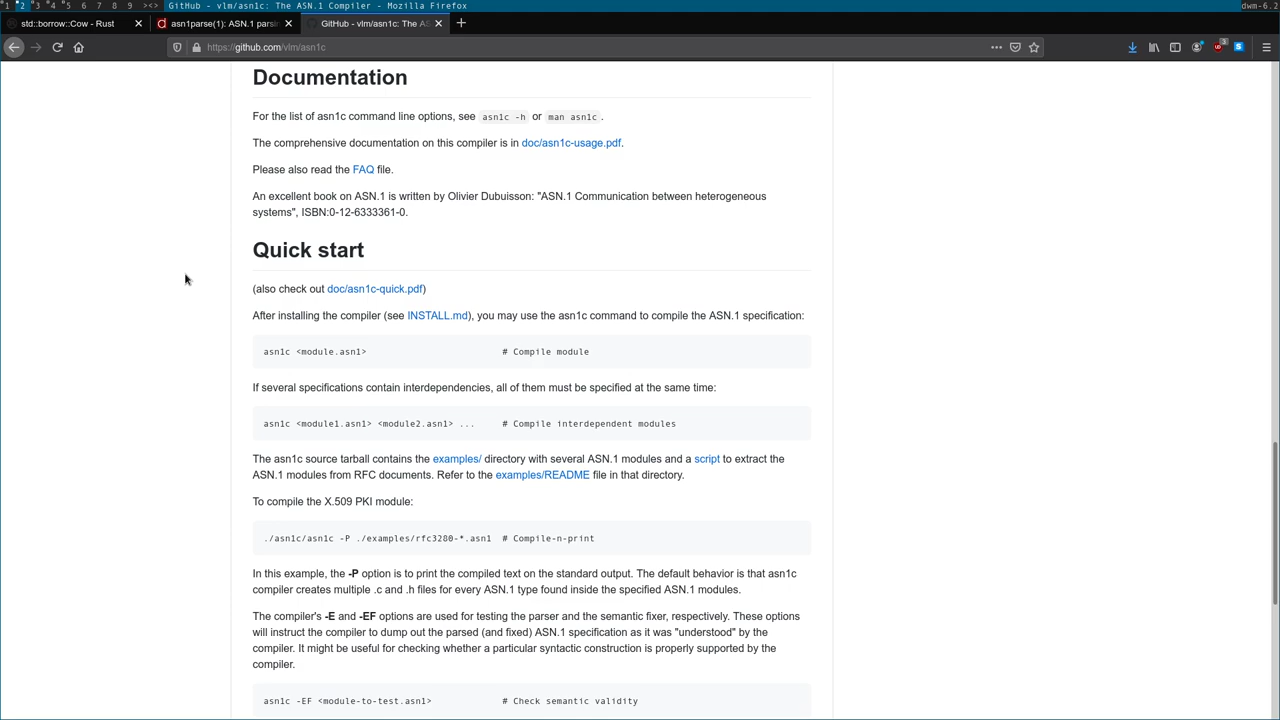 1 2 3 4 5 6 7 8 9 >< > GitHub - vlm/asn1c: The ASN.1 Compiler - Mozilla Firefox dwm-6.2
std::borrow::Cow - Rust asn1parse(1): ASN.1 parsin GitHub - vlm/asn1c: The AS
https://github.com/vlm/asn1c
Documentation
For the list of asn1c command line options, see asn1c -h or man asn1c .
The comprehensive documentation on this compiler is in doc/asn1c-usage.pdf.
Please also read the FAQ file.
An excellent book on ASN.1 is written by Olivier Dubuisson: "ASN.1 Communication between heterogeneous
systems", ISBN:0-12-6333361-0.
Quick start
(also check out doc/asn1c-quick.pdf)
After installing the compiler (see INSTALL.md), you may use the asn1c command to compile the ASN.1 specification:
asn1c <module.asn1> # Compile module
If several specifications contain interdependencies, all of them must be specified at the same time:
asn1c <module1.asn1> <module2.asn1> ... # Compile interdependent modules
The asn1c source tarball contains the examples/ directory with several ASN.1 modules and a script to extract the
ASN.1 modules from RFC documents. Refer to the examples/README file in that directory.
To compile the X.509 PKI module:
./asn1c/asn1c -P ./examples/rfc3280-*.asn1 # Compile-n-print
In this example, the -P option is to print the compiled text on the standard output. The default behavior is that asn1c
compiler creates multiple .c and .h files for every ASN.1 type found inside the specified ASN.1 modules.
The compiler's -E and -EF options are used for testing the parser and the semantic fixer, respectively. These options
will instruct the compiler to dump out the parsed (and fixed) ASN.1 specification as it was "understood" by the
compiler. It might be useful for checking whether a particular syntactic construction is properly supported by the
compiler.
asn1c -EF <module-to-test.asn1> # Check semantic validity